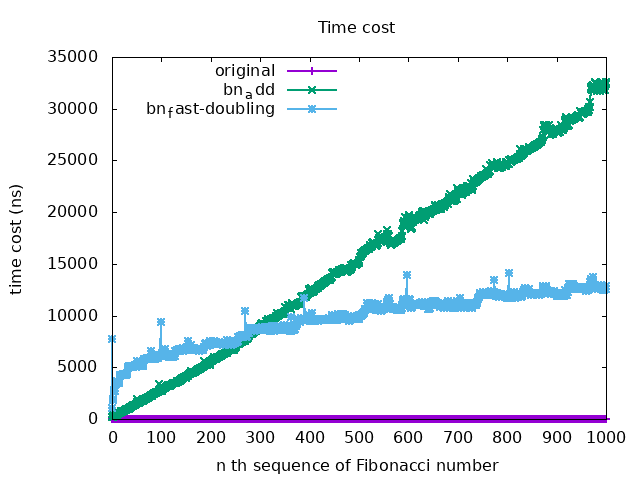 Time cost
35000
30000
25000
20000
15000
10000
5000
0
original
bn_add
bn_fast-doubling
time cost (ns)
0 100 200 300 400 500 600 700 800 900 1000
n th sequence of Fibonacci number